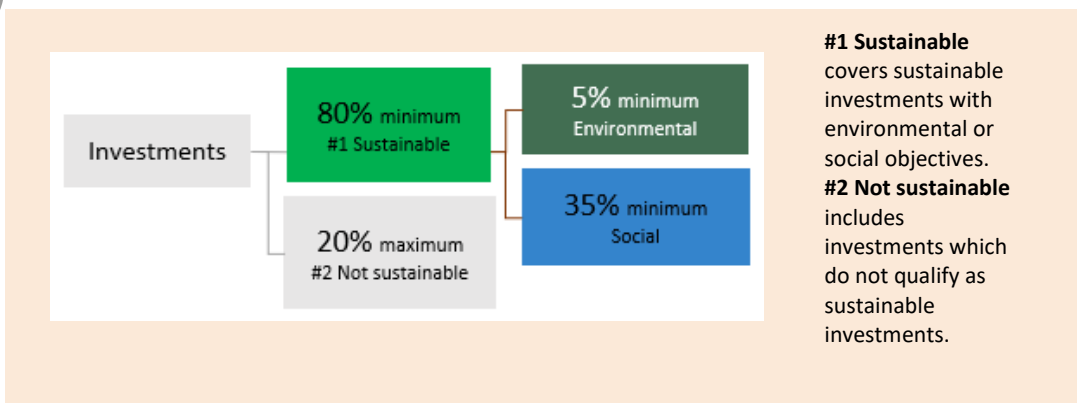 Investments
80% minimum
#1 Sustainable
20% maximum
#2 Not sustainable
5% minimum
Environmental
35% minimum
Social
#1 Sustainable
covers sustainable
investments with
environmental or
social objectives.
#2 Not sustainable
includes
investments which
do not qualify as
sustainable
investments.